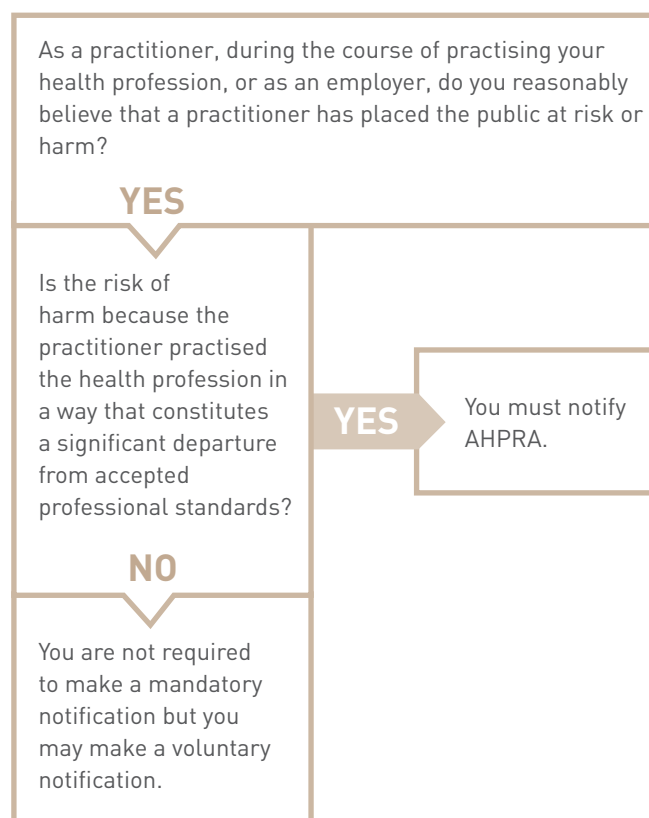 As a practitioner, during the course of practising your
health profession, or as an employer, do you reasonably
believe that a practitioner has placed the public at risk or
harm?
YES
Is the risk of
harm because the
practitioner practised
the health profession in
a way that constitutes
a significant departure
from accepted
professional standards?
YES
You must notify
AHPRA.
NO
You are not required
to make a mandatory
notification but you
may make a voluntary
notification.